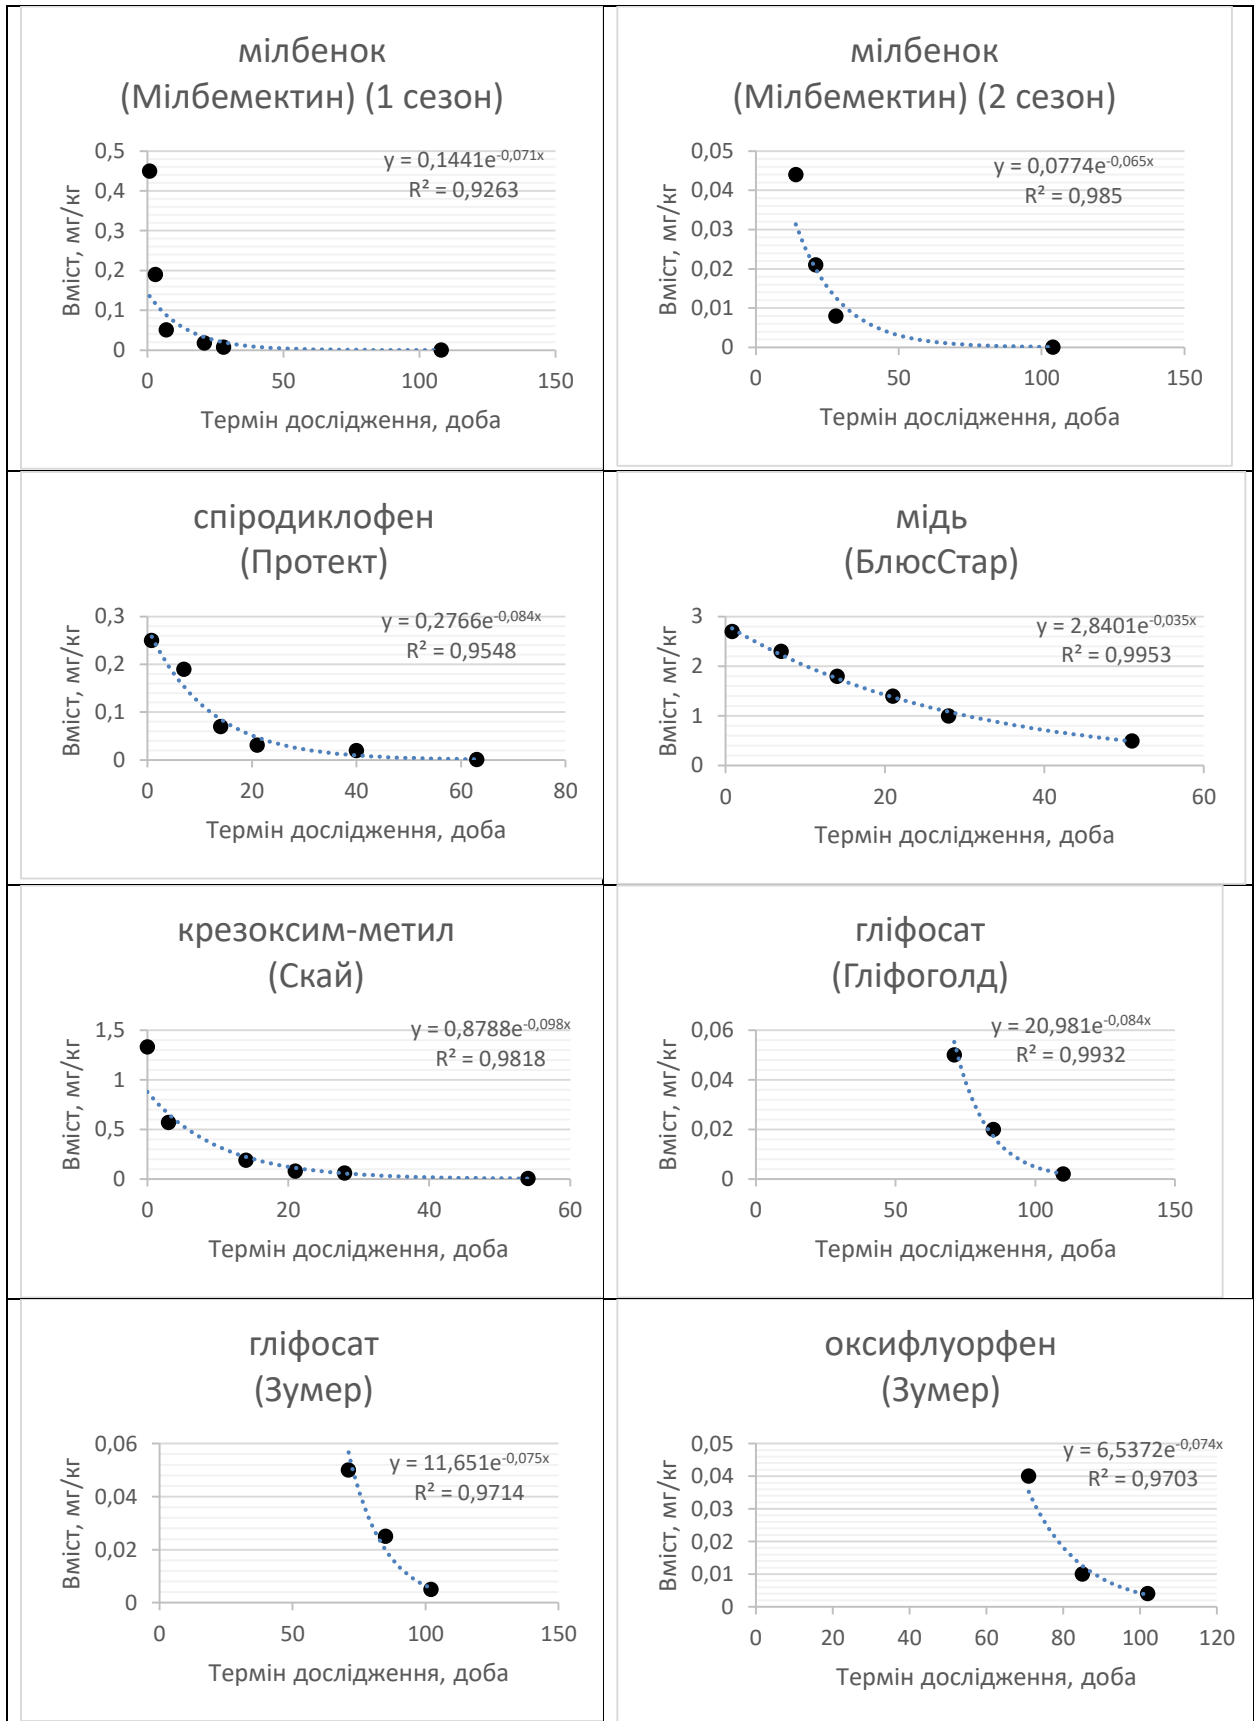 мілбенок
(Мілбемектин) (1 сезон)
y = 0,1441e^-0,071x
R² = 0,9263
Вміст, мг/кг
0,5
0,4
0,3
0,2
0,1
0
0 50 100 150
Термін дослідження, доба
мілбенок
(Мілбемектин) (2 сезон)
y = 0,0774e^-0,065x
R² = 0,985
Вміст, мг/кг
0,05
0,04
0,03
0,02
0,01
0
0 50 100 150
Термін дослідження, доба
спіродиклофен
(Протект)
y = 0,2766e^-0,084x
R² = 0,9548
Вміст, мг/кг
0,3
0,2
0,1
0
0 20 40 60 80
Термін дослідження, доба
мідь
(БлюсСтар)
y = 2,8401e^-0,035x
R² = 0,9953
Вміст, мг/кг
3
2
1
0
0 20 40 60
Термін дослідження, доба
крезоксим-метил
(Скай)
y = 0,8788e^-0,098x
R² = 0,9818
Вміст, мг/кг
1,5
1
0,5
0
0 20 40 60
Термін дослідження, доба
гліфосат
(Гліфоголд)
y = 20,981e^-0,084x
R² = 0,9932
Вміст, мг/кг
0,06
0,04
0,02
0
0 50 100 150
Термін дослідження, доба
гліфосат
(Зумер)
y = 11,651e^-0,075x
R² = 0,9714
Вміст, мг/кг
0,06
0,04
0,02
0
0 50 100 150
Термін дослідження, доба
оксифлуорфен
(Зумер)
y = 6,5372e^-0,074x
R² = 0,9703
Вміст, мг/кг
0,05
0,04
0,03
0,02
0,01
0
0 20 40 60 80 100 120
Термін дослідження, доба